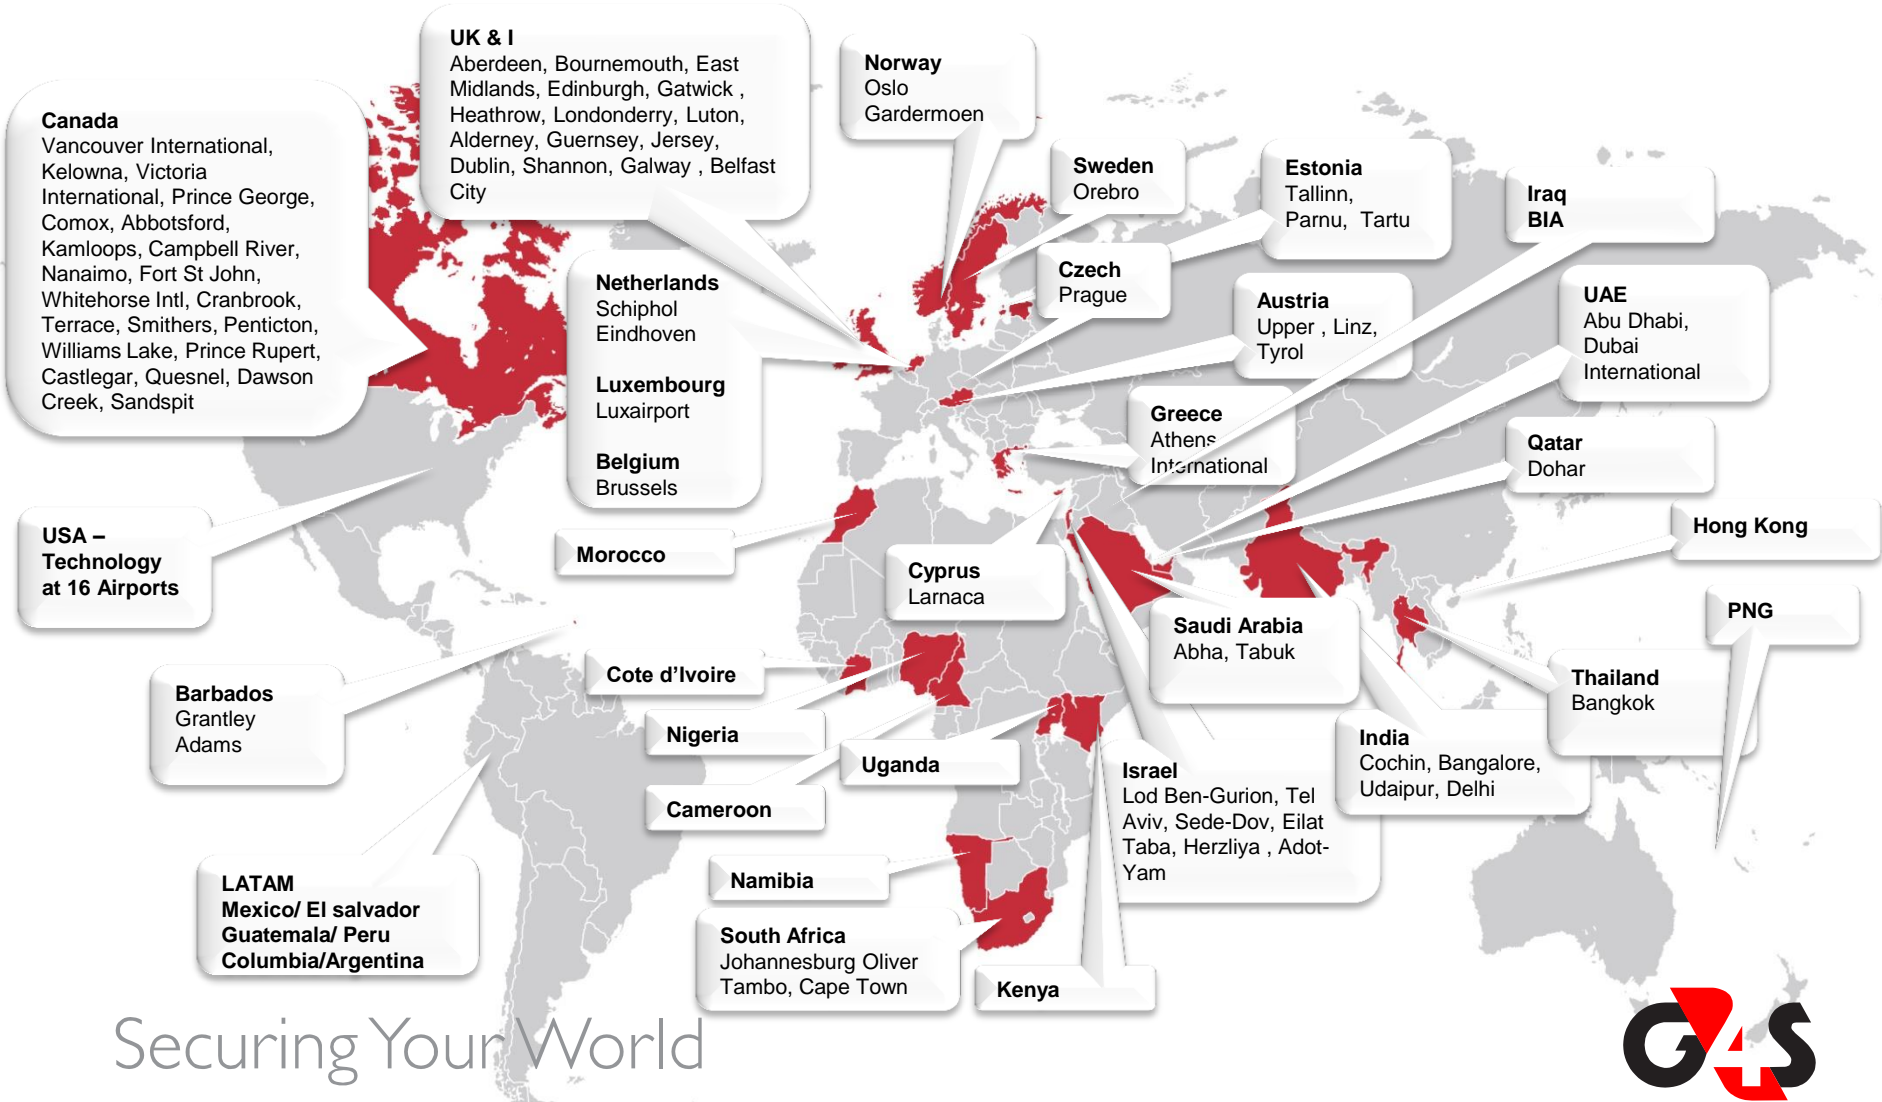 UK & I
Aberdeen, Bournemouth, East
Midlands, Edinburgh, Gatwick ,
Heathrow, Londonderry, Luton,
Alderney, Guernsey, Jersey,
Dublin, Shannon, Galway , Belfast
City
Norway
Oslo
Gardermoen
Canada
Vancouver International,
Kelowna, Victoria
International, Prince George,
Comox, Abbotsford,
Kamloops, Campbell River,
Nanaimo, Fort St John,
Whitehorse Intl, Cranbrook,
Terrace, Smithers, Penticton,
Williams Lake, Prince Rupert,
Castlegar, Quesnel, Dawson
Creek, Sandspit
Sweden
Orebro
Estonia
Tallinn,
Parnu, Tartu
Iraq
BIA
Netherlands
Schiphol
Eindhoven
Luxembourg
Luxairport
Belgium
Brussels
Czech
Prague
Austria
Upper , Linz,
Tyrol
UAE
Abu Dhabi,
Dubai
International
Greece
Athens
International
Qatar
Dohar
USA –
Technology
at 16 Airports
Morocco
Cyprus
Larnaca
Hong Kong
Saudi Arabia
Abha, Tabuk
PNG
Barbados
Grantley
Adams
Cote d’Ivoire
Thailand
Bangkok
Nigeria
Uganda
India
Cochin, Bangalore,
Udaipur, Delhi
Cameroon
Israel
Lod Ben-Gurion, Tel
Aviv, Sede-Dov, Eilat
Taba, Herzliya , Adot-
Yam
LATAM
Mexico/ El salvador
Guatemala/ Peru
Columbia/Argentina
Namibia
South Africa
Johannesburg Oliver
Tambo, Cape Town
Kenya
Securing Your World
G4S